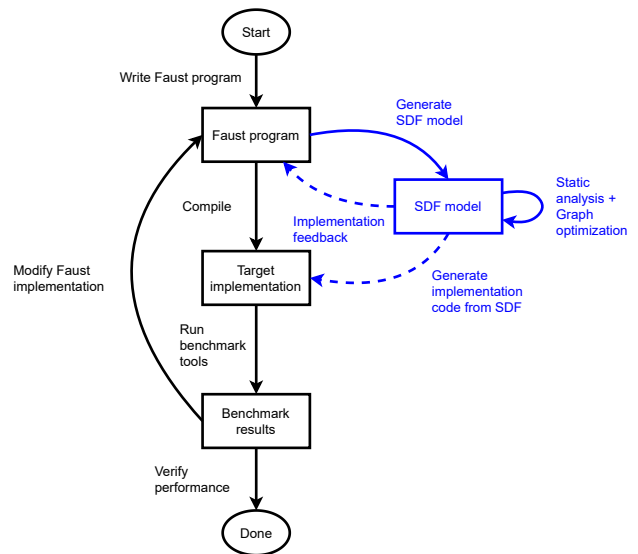 Start
Write Faust program
Generate
SDF model
Faust program
Static
analysis +
Graph
optimization
SDF model
Compile
Implementation
feedback
Modify Faust
implementation
Target
implementation
Generate
implementation
code from SDF
Run
benchmark
tools
Benchmark
results
Verify
performance
Done